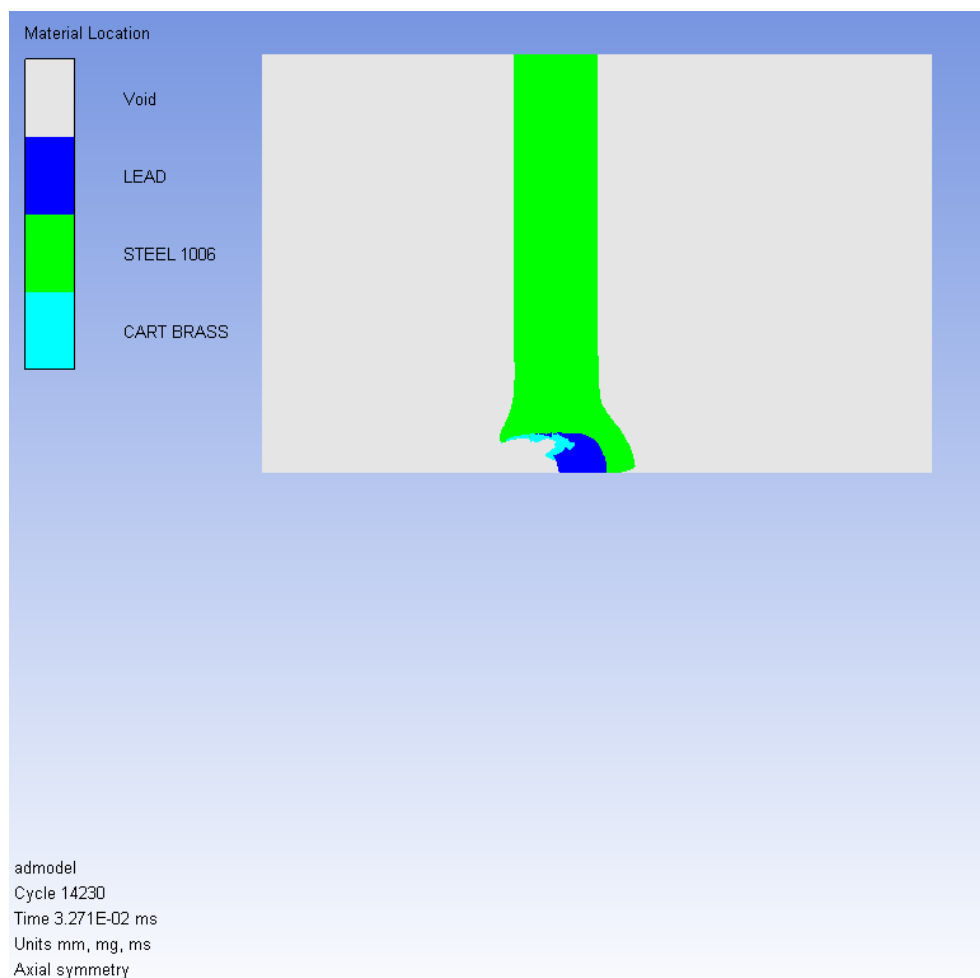 Material Location
Void
LEAD
STEEL 1006
CART BRASS
admodel
Cycle 14230
Time 3.271E-02 ms
Units mm, mg, ms
Axial symmetry